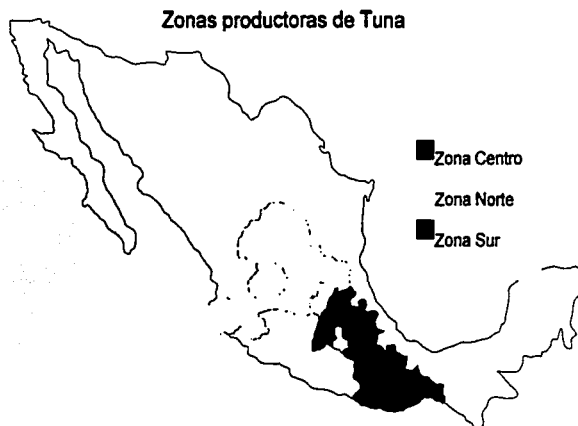 Zonas productoras de Tuna
Zona Centro
Zona Norte
Zona Sur